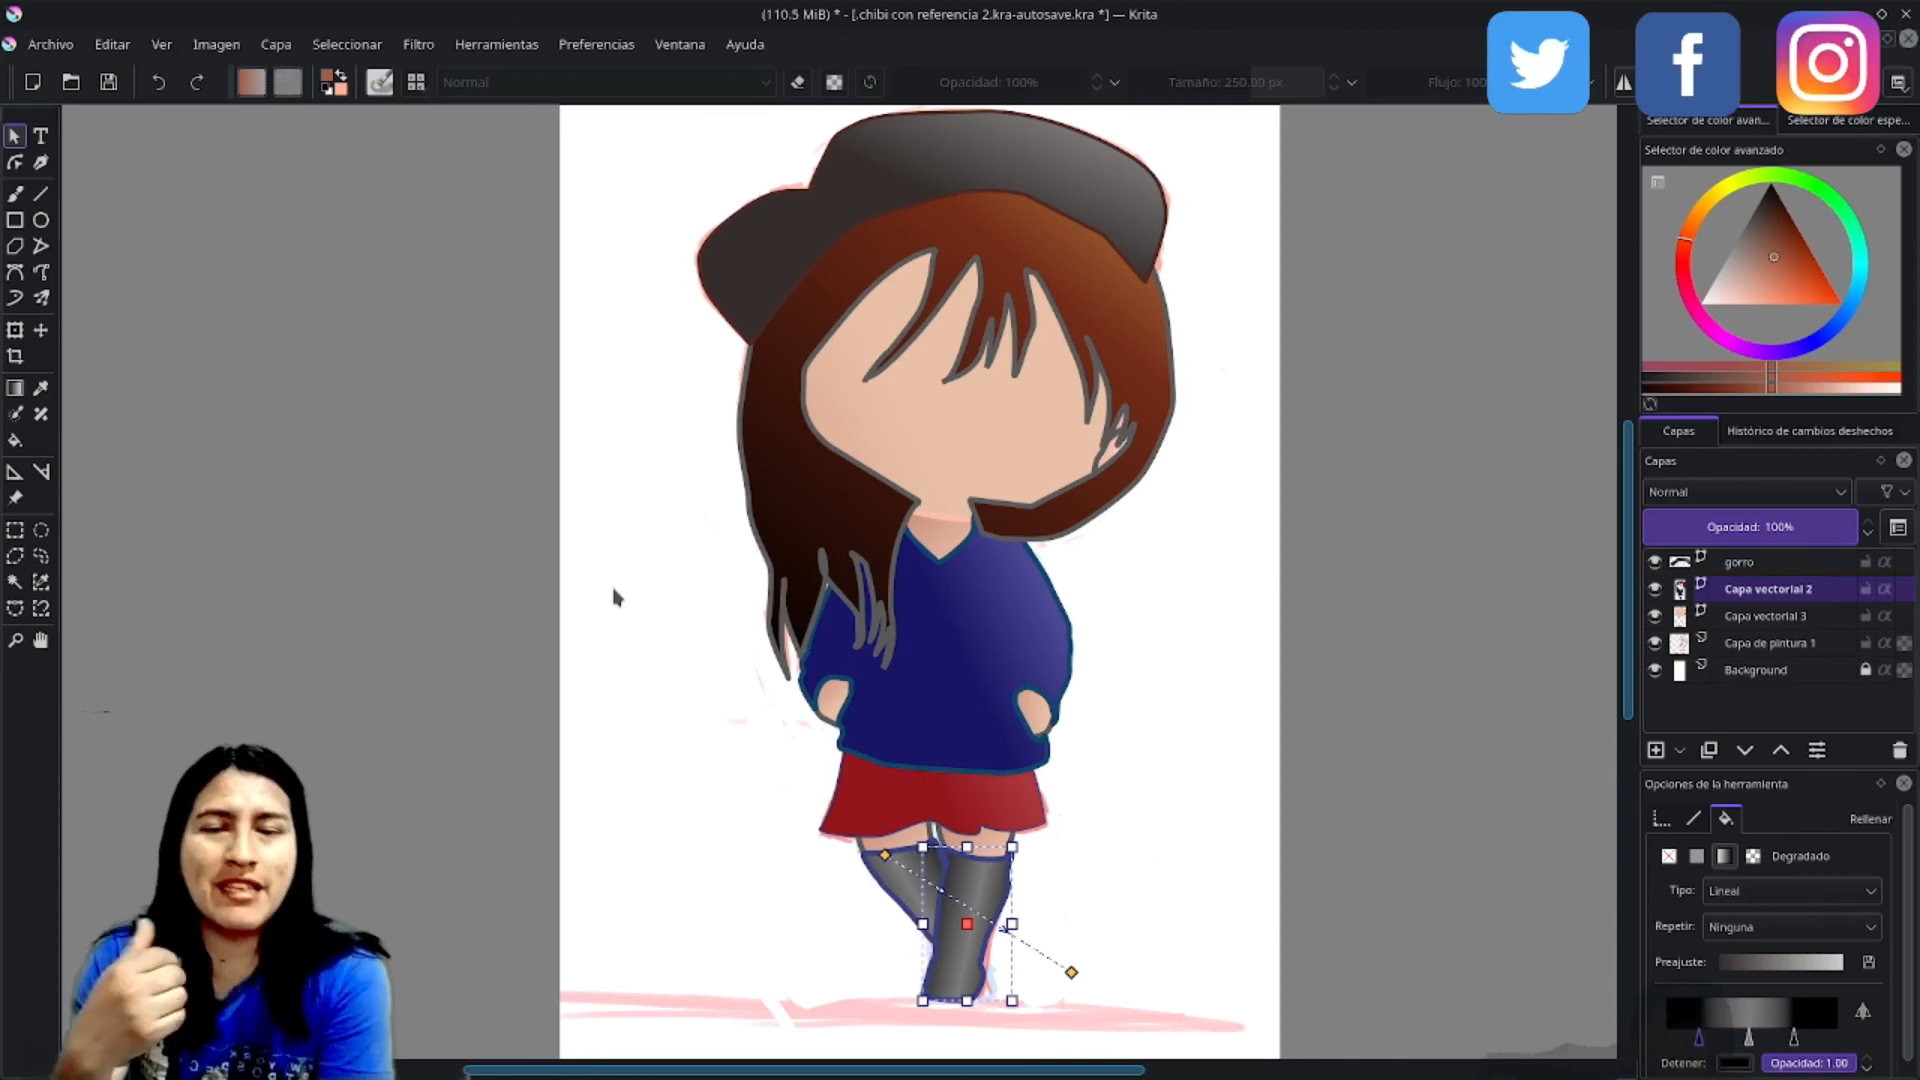 (110.5 MiB) * - [.chibi con referencia 2.kra-autosave.kra *] — Krita
Archivo Editar Ver Imagen Capa Seleccionar Filtro Herramientas Preferencias Ventana Ayuda
Normal Opacidad: 100% Tamaño: 250.00 px Flujo: 100
Selector de color avan... Selector de color espe...
Selector de color avanzado
Capas Histórico de cambios deshechos
Capas
Normal
Opacidad: 100%
gorro
Capa vectorial 2
Capa vectorial 3
Capa de pintura 1
Background
Opciones de la herramienta
Rellenar
Degradado
Tipo: Lineal
Repetir: Ninguna
Preajuste:
Detener: Opacidad: 1.00